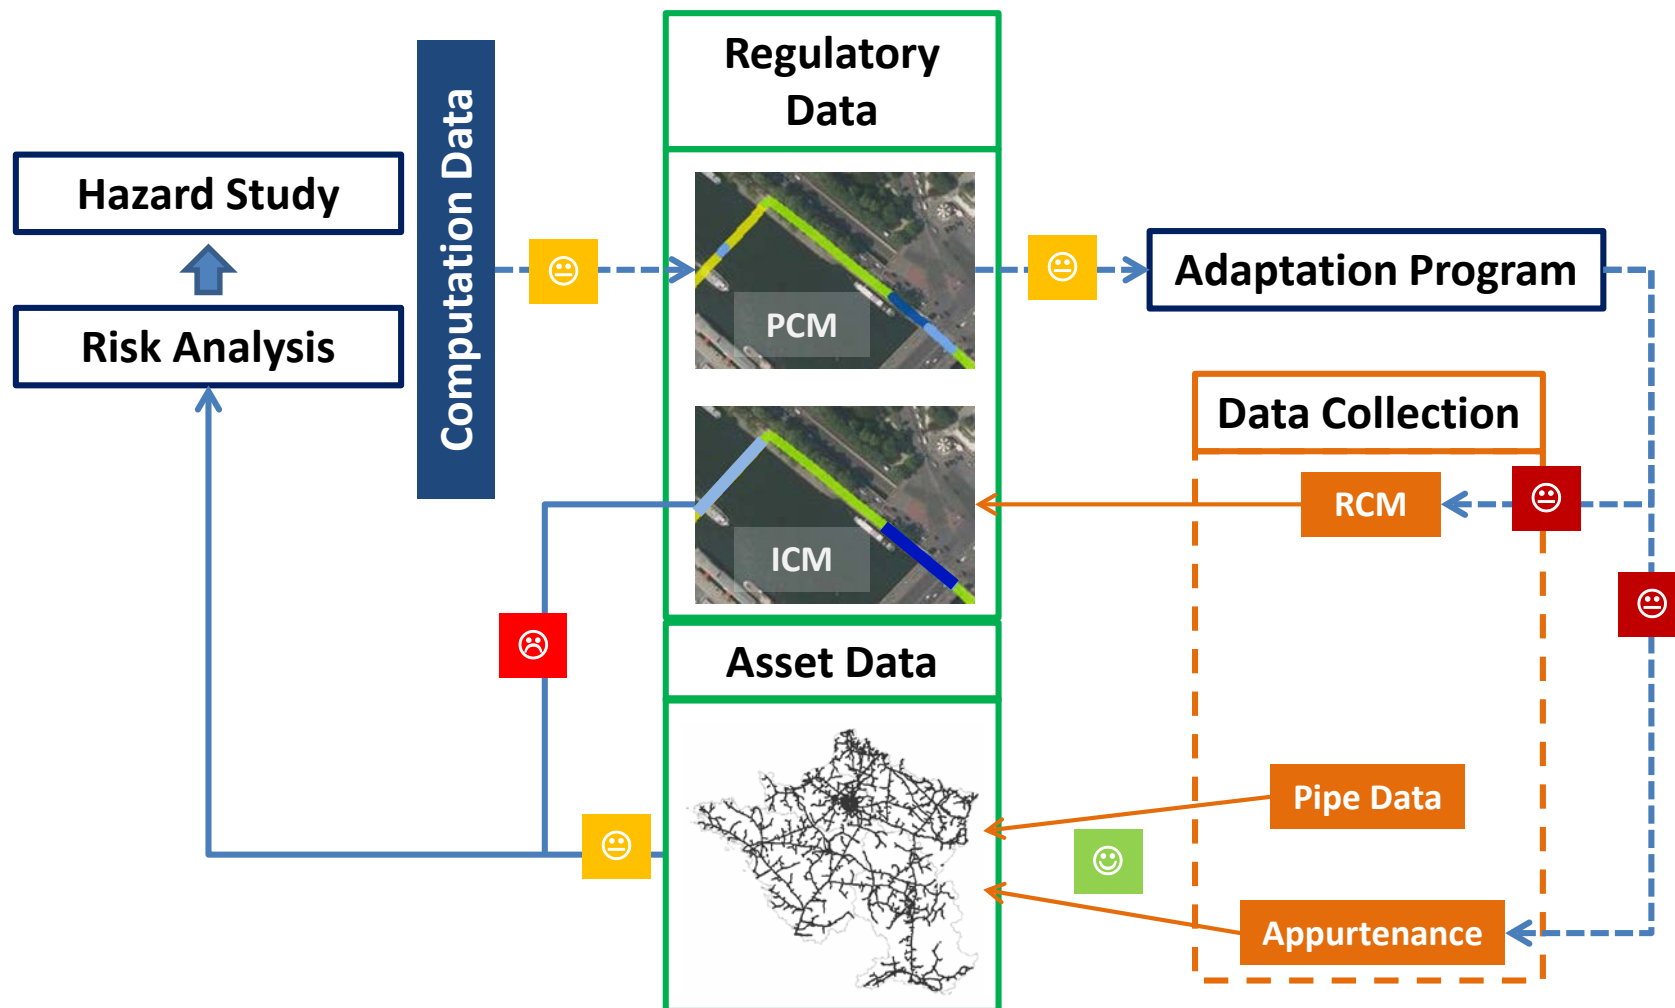 Regulatory
Data
Computation Data
Hazard Study
Risk Analysis
PCM
Adaptation Program
Data Collection
RCM
ICM
Asset Data
Pipe Data
Appurtenance